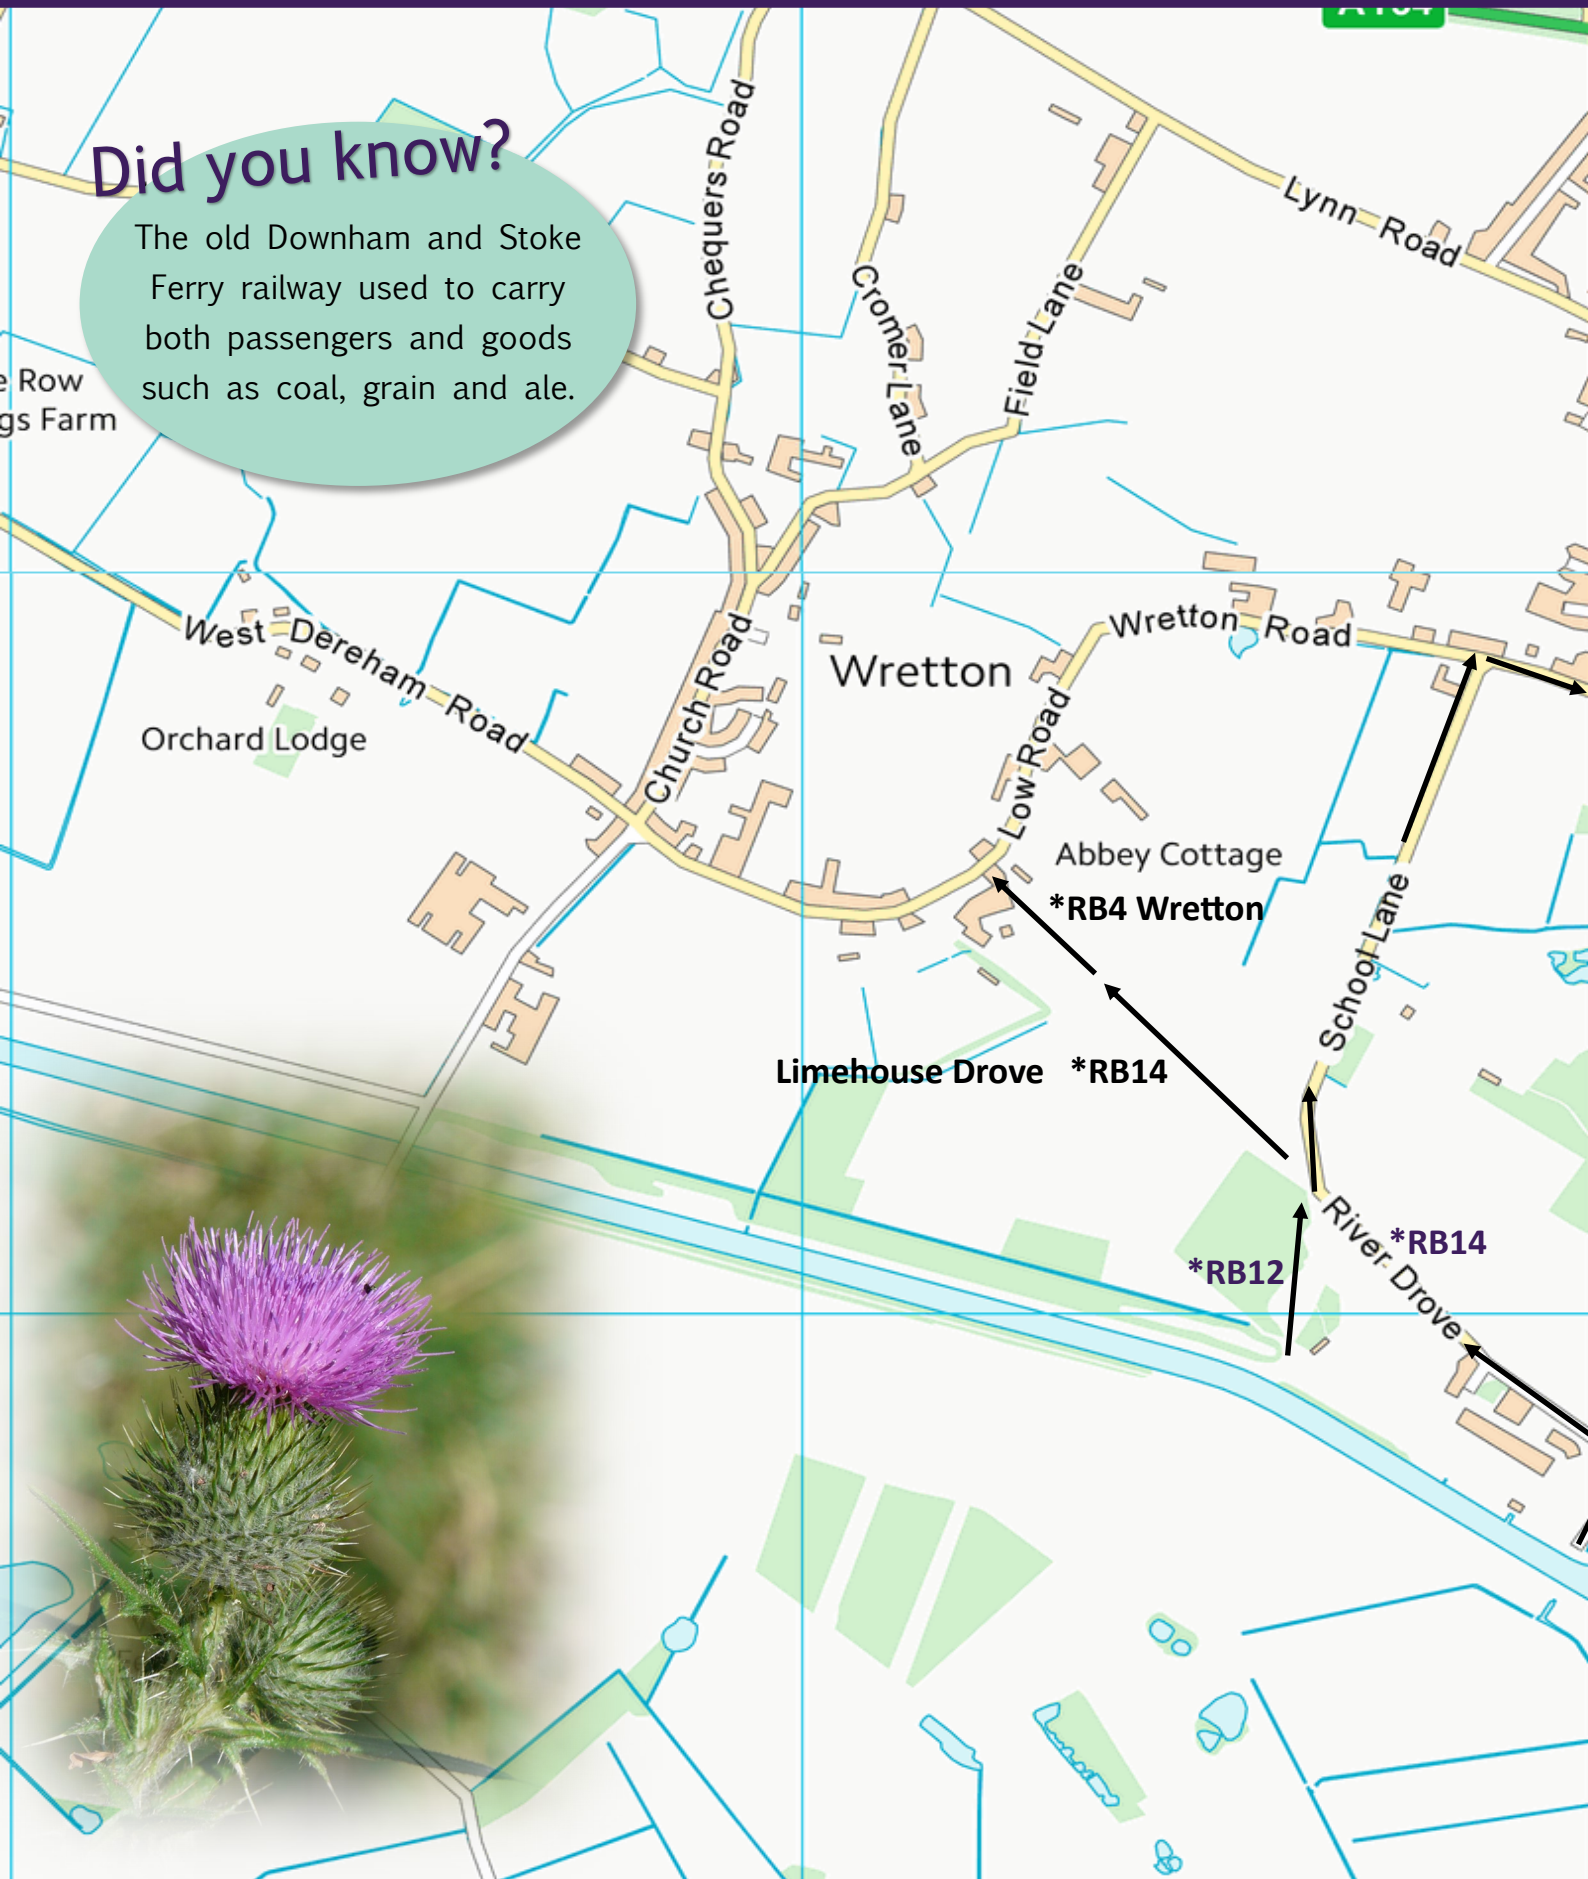 Did you know?
The old Downham and Stoke
Ferry railway used to carry
both passengers and goods
such as coal, grain and ale.
Chequers Road
Cromer Lane
Field Lane
Lynn Road
e Row
gs Farm
West Dereham Road
Orchard Lodge
Church Road
Wretton
Wretton Road
Low Road
Abbey Cottage
*RB4 Wretton
School Lane
Limehouse Drove *RB14
River Drove
*RB14
*RB12